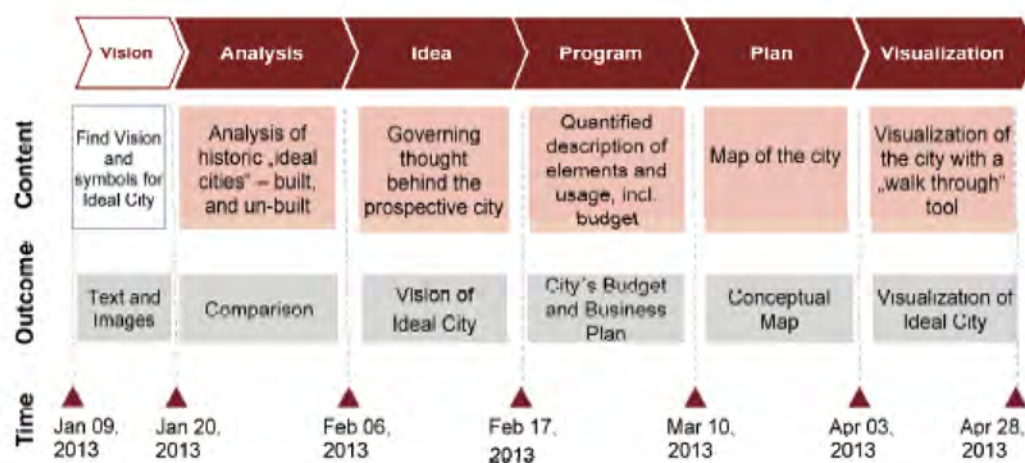 Vision
Analysis
Idea
Program
Plan
Visualization
Content
Find Vision
and
symbols for
Ideal City
Analysis of
historic „ideal
cities“ – built,
and un-built
Governing
thought
behind the
prospective city
Quantified
description of
elements and
usage, incl.
budget
Map of the city
Visualization of
the city with a
„walk through“
tool
Outcome
Text and
Images
Comparison
Vision of
Ideal City
City´s Budget
and Business
Plan
Conceptual
Map
Visualization of
Ideal City
Time
Jan 09,
2013
Jan 20,
2013
Feb 06,
2013
Feb 17,
2013
Mar 10,
2013
Apr 03,
2013
Apr 28,
2013